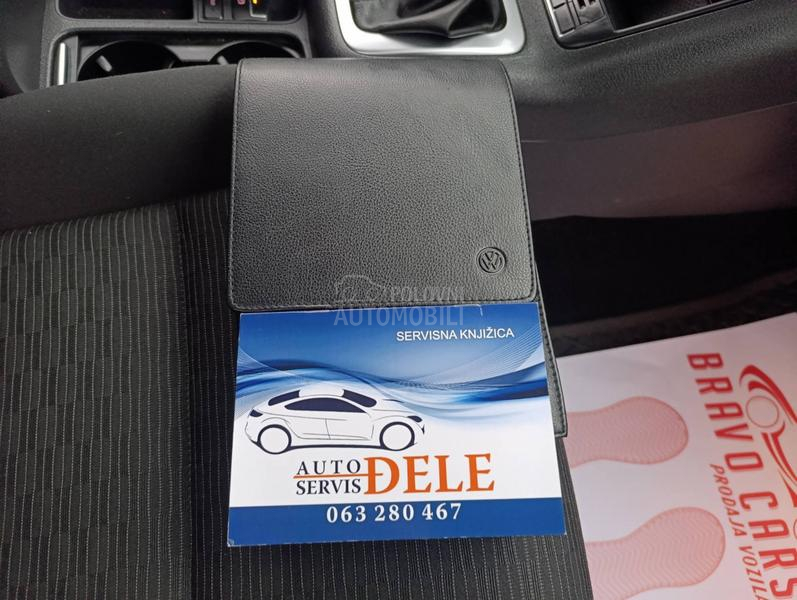 POLOVNI
AUTOMOBILI
SERVISNA KNJIŽICA
AUTO
SERVIS
ĐELE
063 280 467
BRAVO CARS
PRODAJA VOZILA